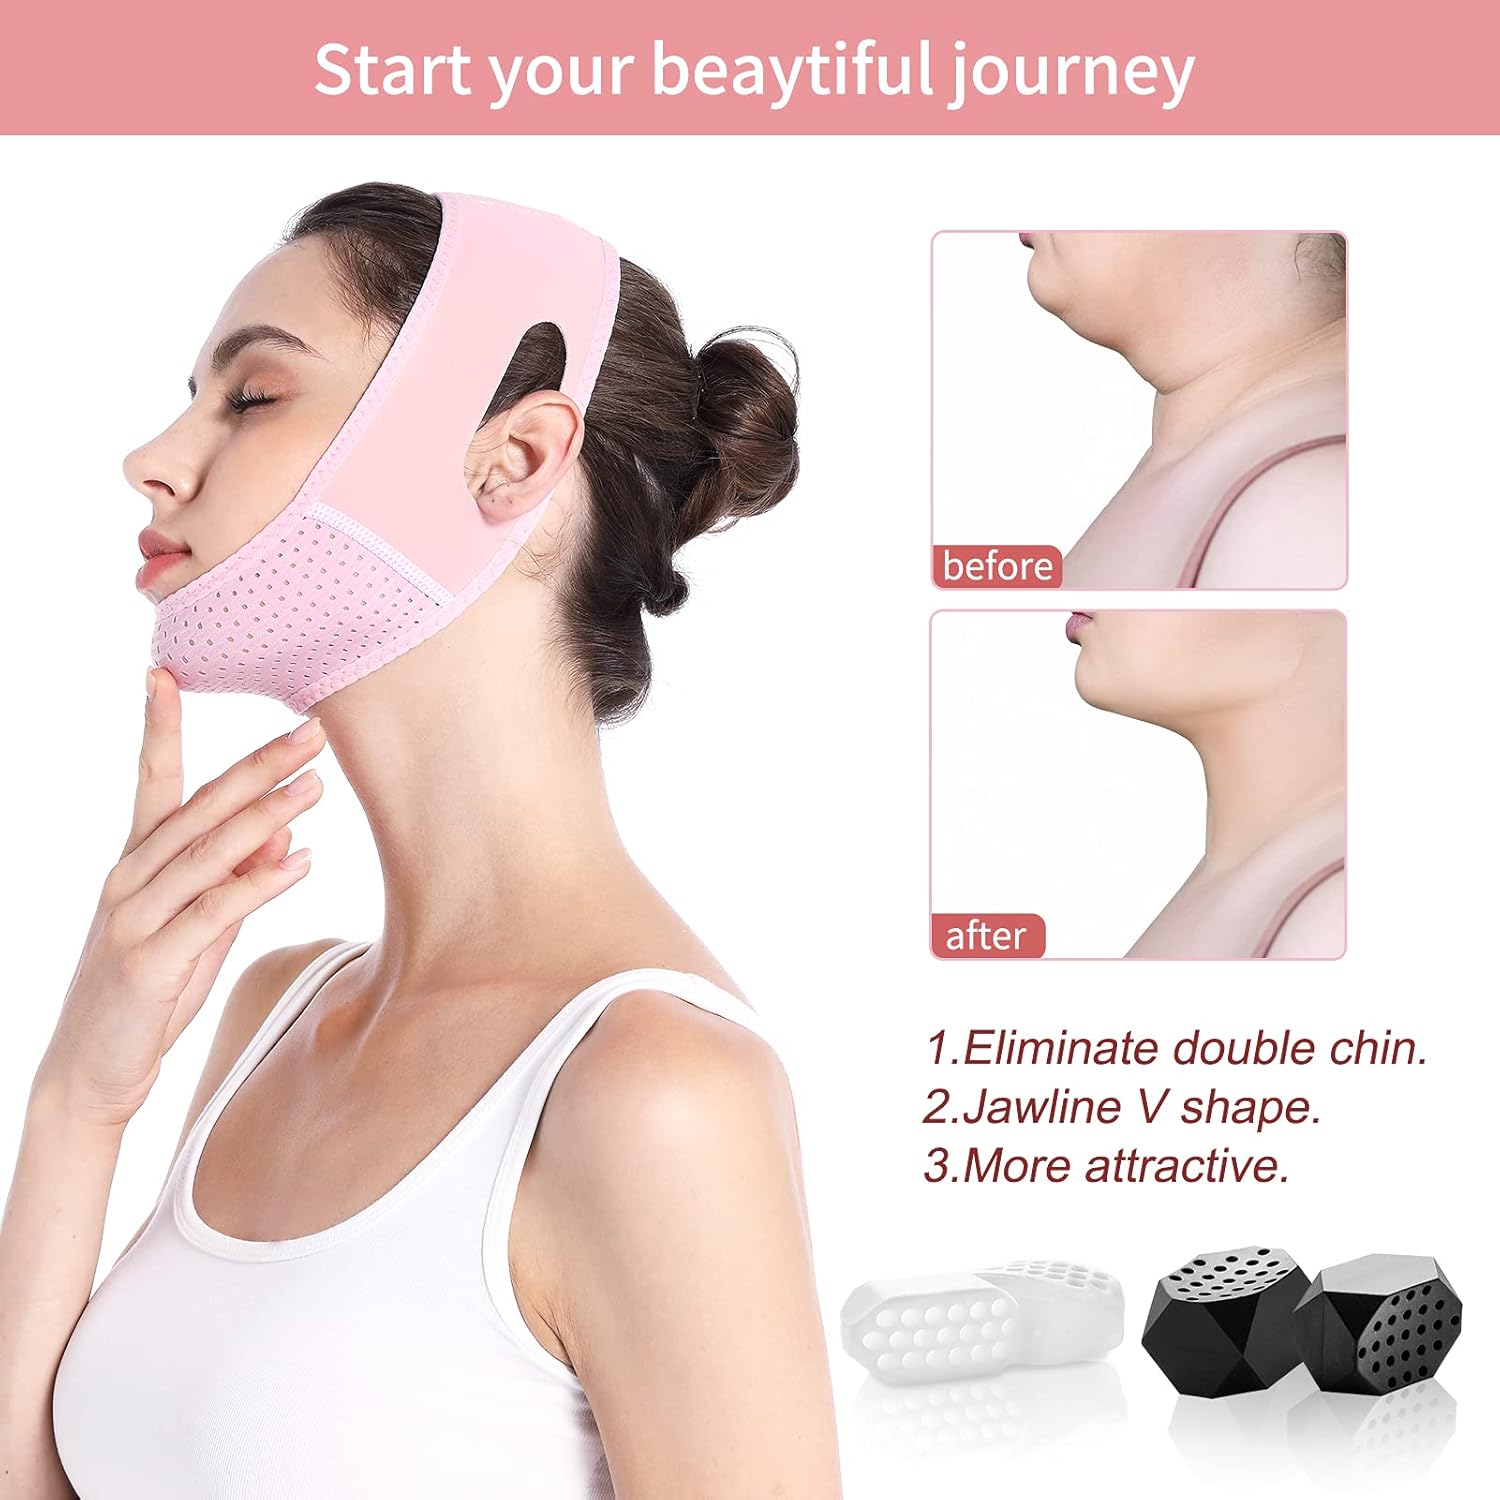 Start your beaytiful journey
before
after
1.Eliminate double chin.
2.Jawline V shape.
3.More attractive.